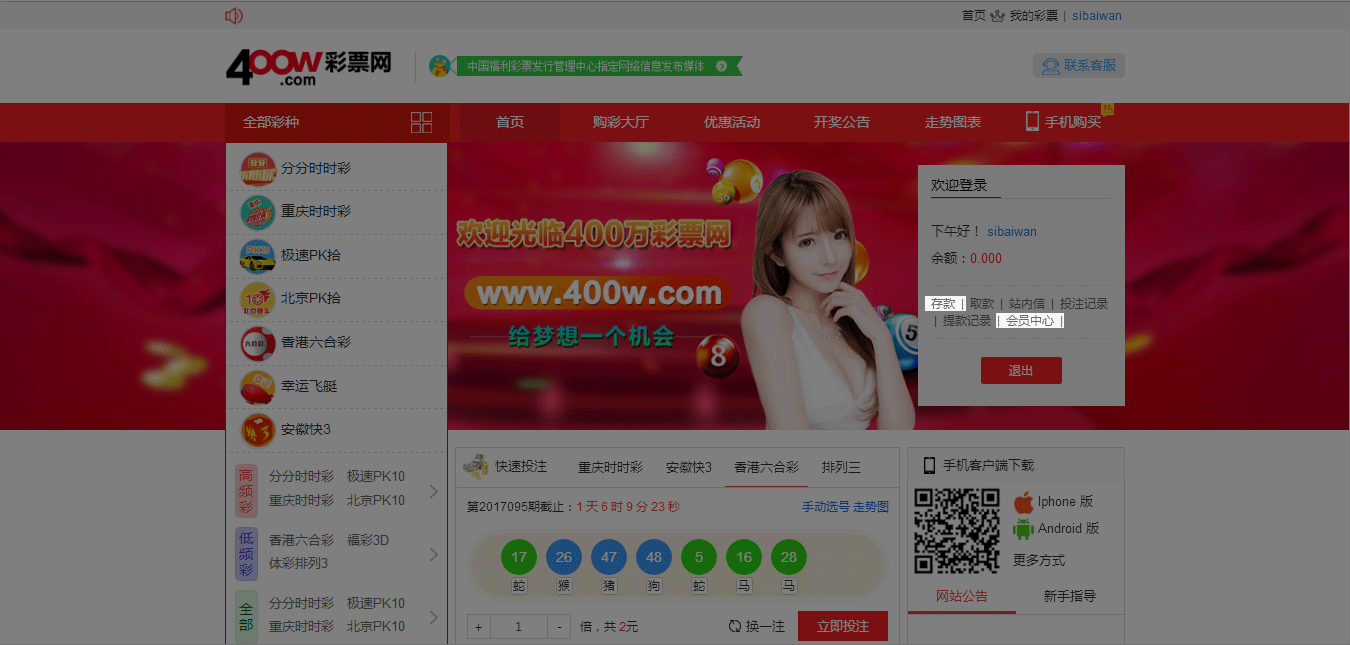 首页 我的彩票 | sibaiwan
400W彩票网
.com
中国福利彩票发行管理中心指定网络信息发布媒体
联系客服
全部彩种 首页 购彩大厅 优惠活动 开奖公告 走势图表 手机购买 热
分分时时彩
重庆时时彩
极速PK拾
北京PK拾
香港六合彩
幸运飞艇
安徽快3
高频彩
分分时时彩 极速PK10
重庆时时彩 北京PK10
低频彩
香港六合彩 福彩3D
体彩排列3
全部
分分时时彩 极速PK10
重庆时时彩 北京PK10
欢迎光临400万彩票网
www.400w.com
给梦想一个机会
8
5
欢迎登录
下午好！ sibaiwan
余额：0.000
存款 | 取款 | 站内信 | 投注记录
| 提款记录 | 会员中心 |
退出
快速投注 重庆时时彩 安徽快3 香港六合彩 排列三
第2017095期截止：1 天 6 时 9 分 23 秒 手动选号 走势图
17 26 47 48 5 16 28
蛇 猴 猪 狗 蛇 马 马
+ 1 - 倍，共 2元 换一注 立即投注
手机客户端下载
Iphone 版
Android 版
更多方式
网站公告 新手指导